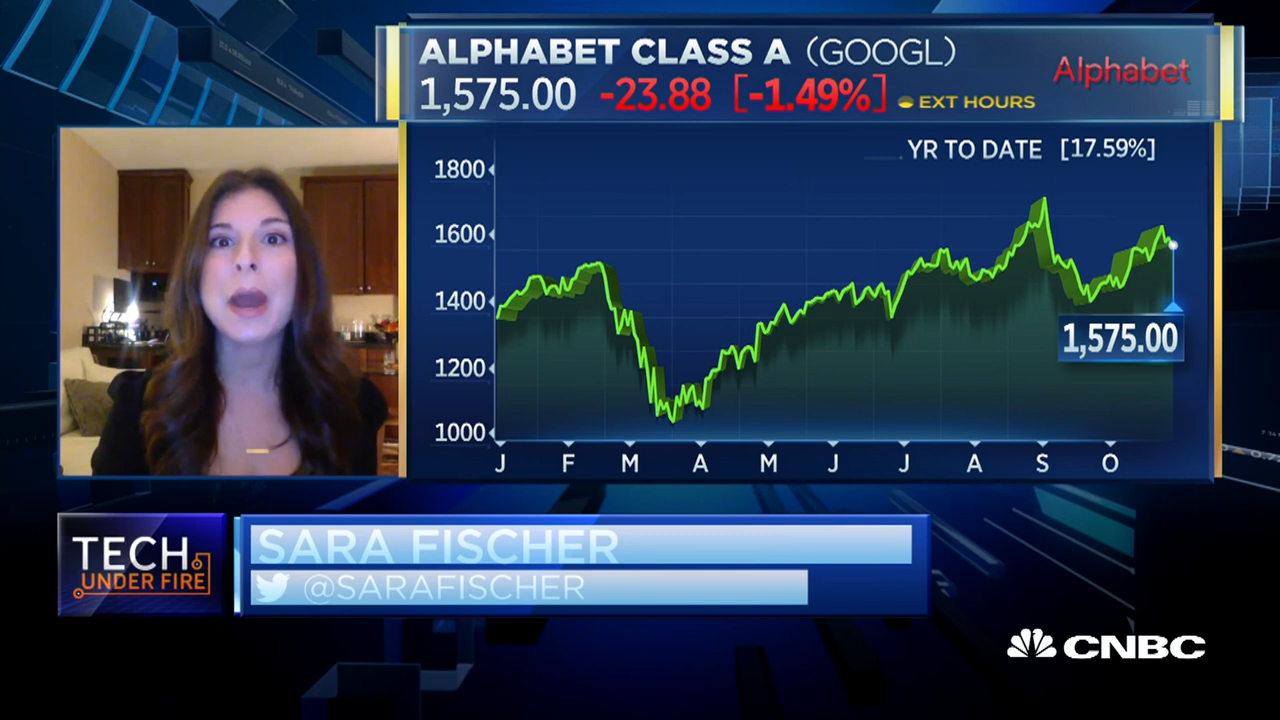 ALPHABET CLASS A (GOOGL)
1,575.00 -23.88 [-1.49%] EXT HOURS
Alphabet
YR TO DATE [17.59%]
1800
1600
1400
1200
1000
1,575.00
J F M A M J J A S O
TECH
UNDER FIRE
SARA FISCHER
@SARAFISCHER
CNBC